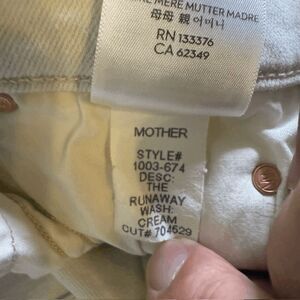 MERE MUTTER MADRE
母母 親 어머니
RN 133376
CA 62349
MOTHER
STYLE#
1003-674
DESC:
THE
RUNAWAY
WASH:
CREAM
CUT# 704529